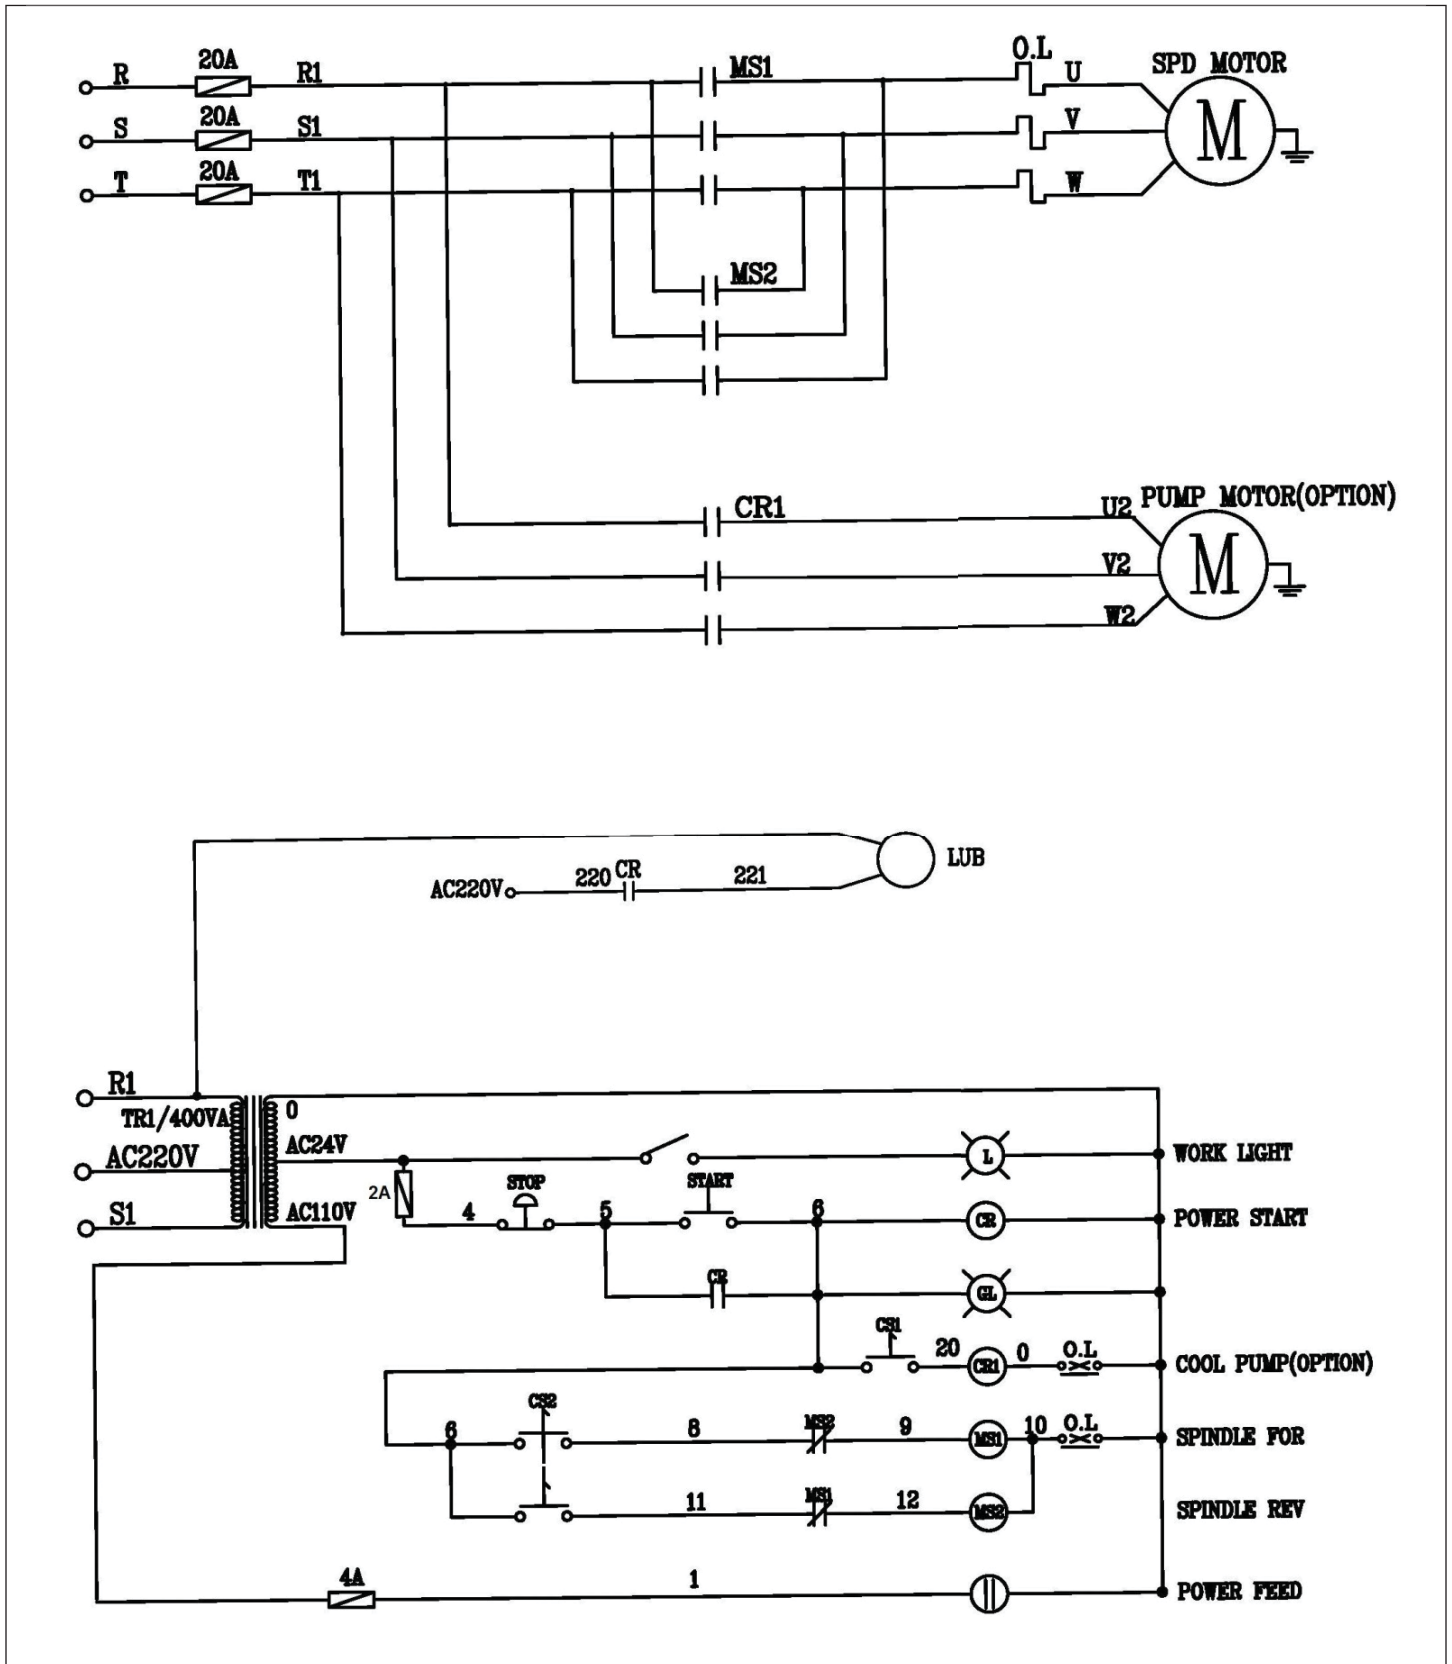 20A O.L
R R1 MS1 U SPD MOTOR
20A
S S1 V M
20A
T T1 W
MS2
PUMP MOTOR(OPTION)
CR1 U2
V2 M
W2
LUB
220 CR 221
AC220V
R1
TR1/400VA 0
AC24V
AC220V WORK LIGHT
L
2A STOP START
S1 AC110V 4 5 6 CR POWER START
CR GL
CS1
20 CR1 0 O.L COOL PUMP(OPTION)
CS2
6 8 MS2 9 MS1 10 O.L SPINDLE FOR
11 MS1 12 MS2 SPINDLE REV
4A 1 POWER FEED